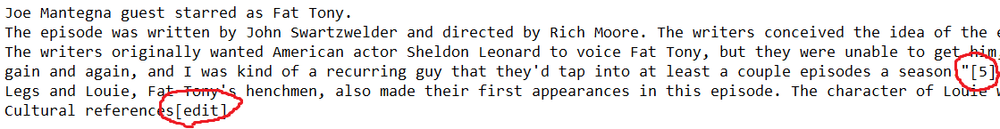 Joe Mantegna guest starred as Fat Tony.
The episode was written by John Swartzwelder and directed by Rich Moore. The writers conceived the idea of the
The writers originally wanted American actor Sheldon Leonard to voice Fat Tony, but they were unable to get him
gain and again, and I was kind of a recurring guy that they'd tap into at least a couple episodes a season."[5]
Legs and Louie, Fat Tony's henchmen, also made their first appearances in this episode. The character of Louie
Cultural references[edit]